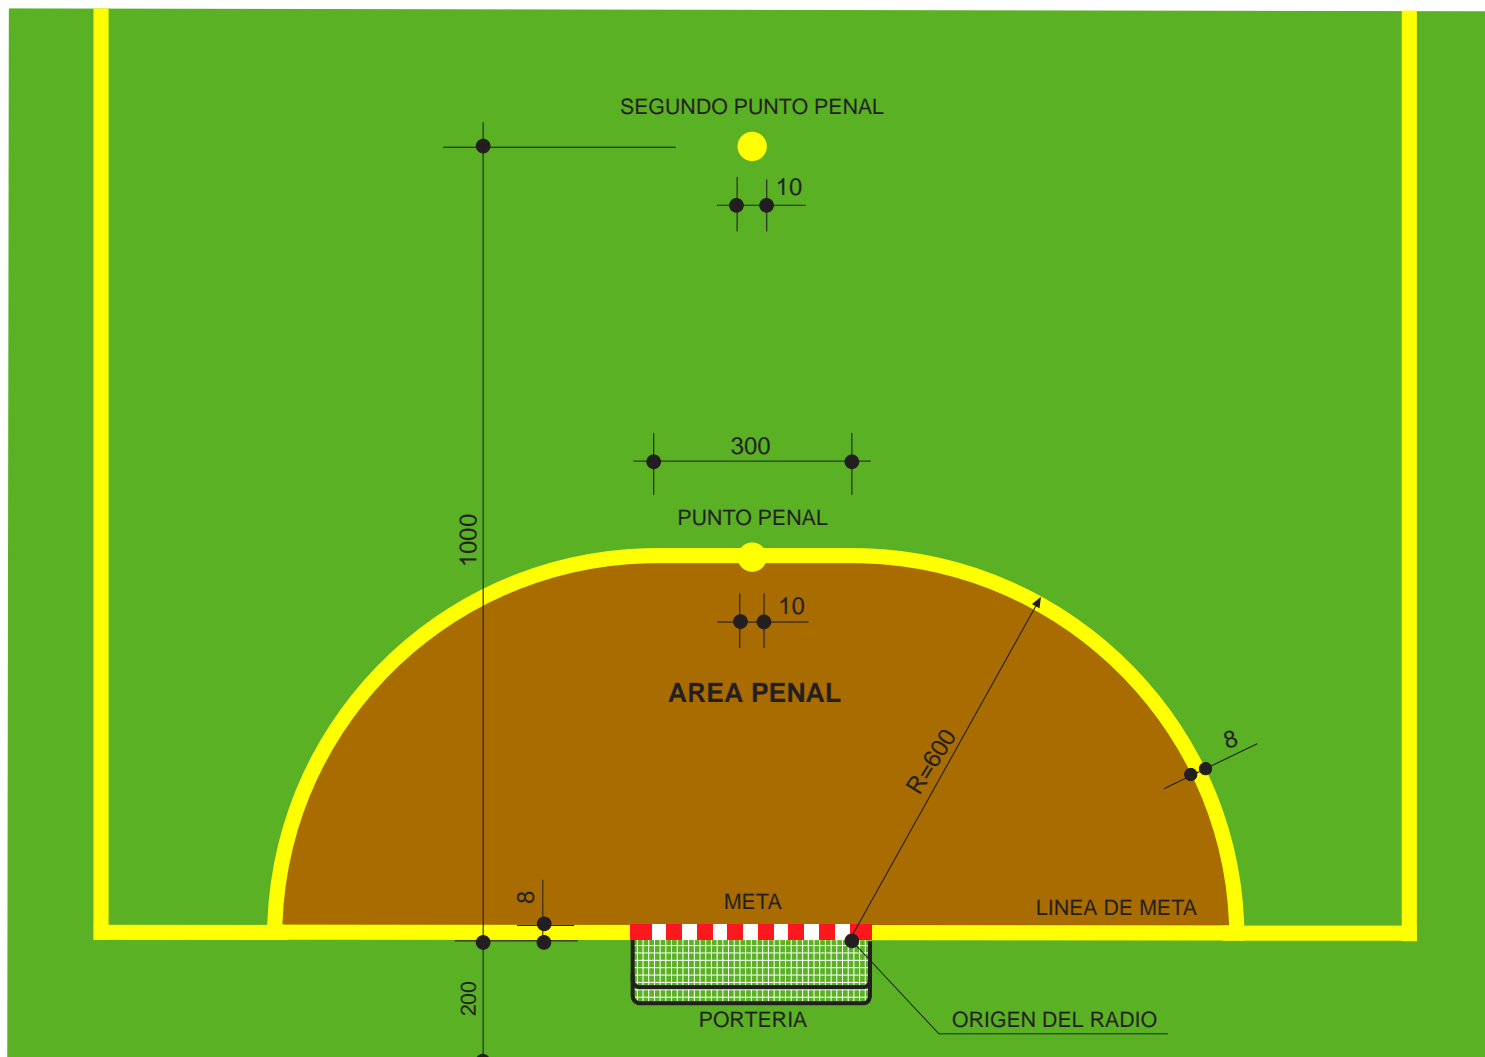 SEGUNDO PUNTO PENAL
10
300
PUNTO PENAL
1000
10
AREA PENAL
R=600
8
8
META
LINEA DE META
200
PORTERIA
ORIGEN DEL RADIO